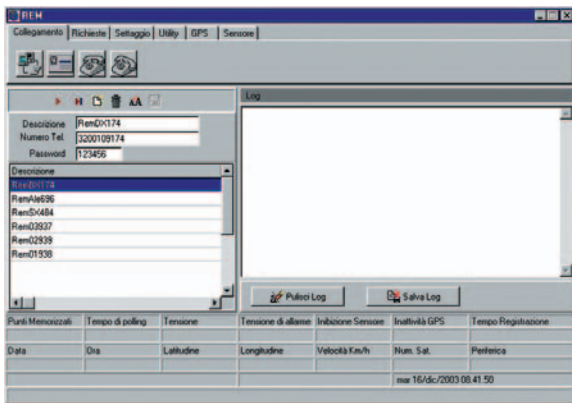 REM
Collegamento Richieste Settaggio Utility GPS Sensore
Log
Descrizione RemDX174
Numero Tel. 3200109174
Password 123456
Descrizione
RemDX174
RemAle696
RemSX484
Rem03937
Rem02939
Rem01938
Pulisci Log Salva Log
Punti Memorizzati Tempo di polling Tensione Tensione di allarme Inibizione Sensore Inattività GPS Tempo Registrazione
Data Ora Latitudine Longitudine Velocità Km/h Num. Sat. Periferica
mar 16/dic/2003 08.41.50